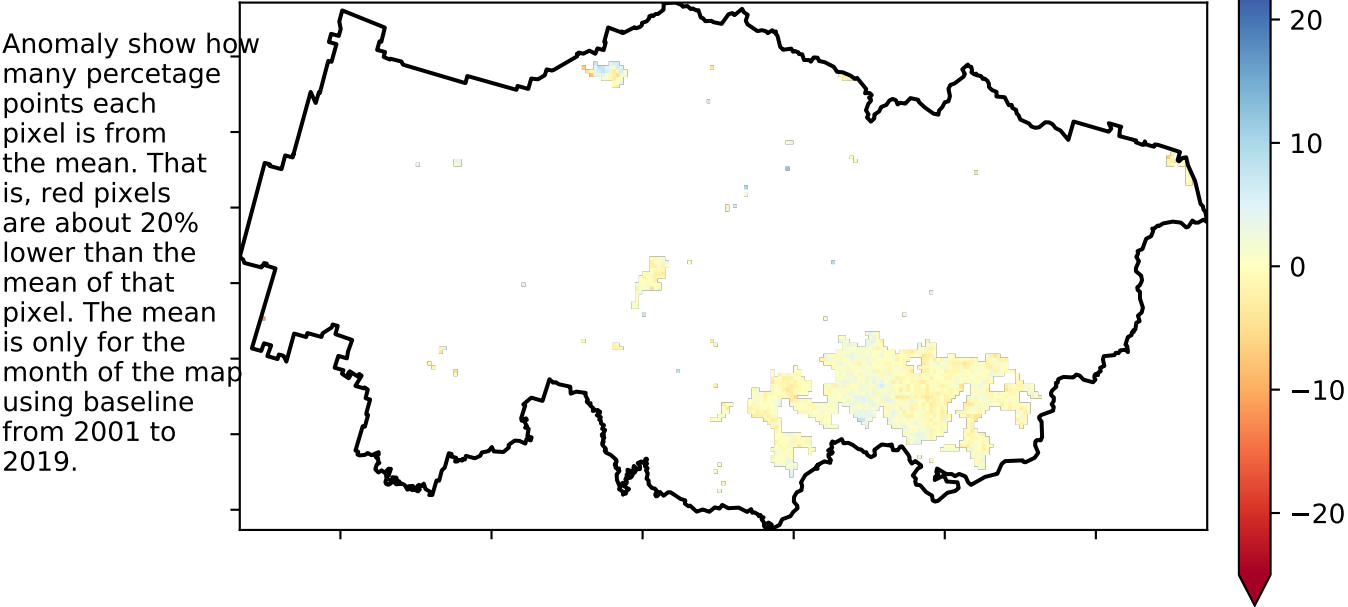 Anomaly show how
many percetage
points each
pixel is from
the mean. That
is, red pixels
are about 20%
lower than the
mean of that
pixel. The mean
is only for the
month of the map
using baseline
from 2001 to
2019.
20
10
0
−10
−20